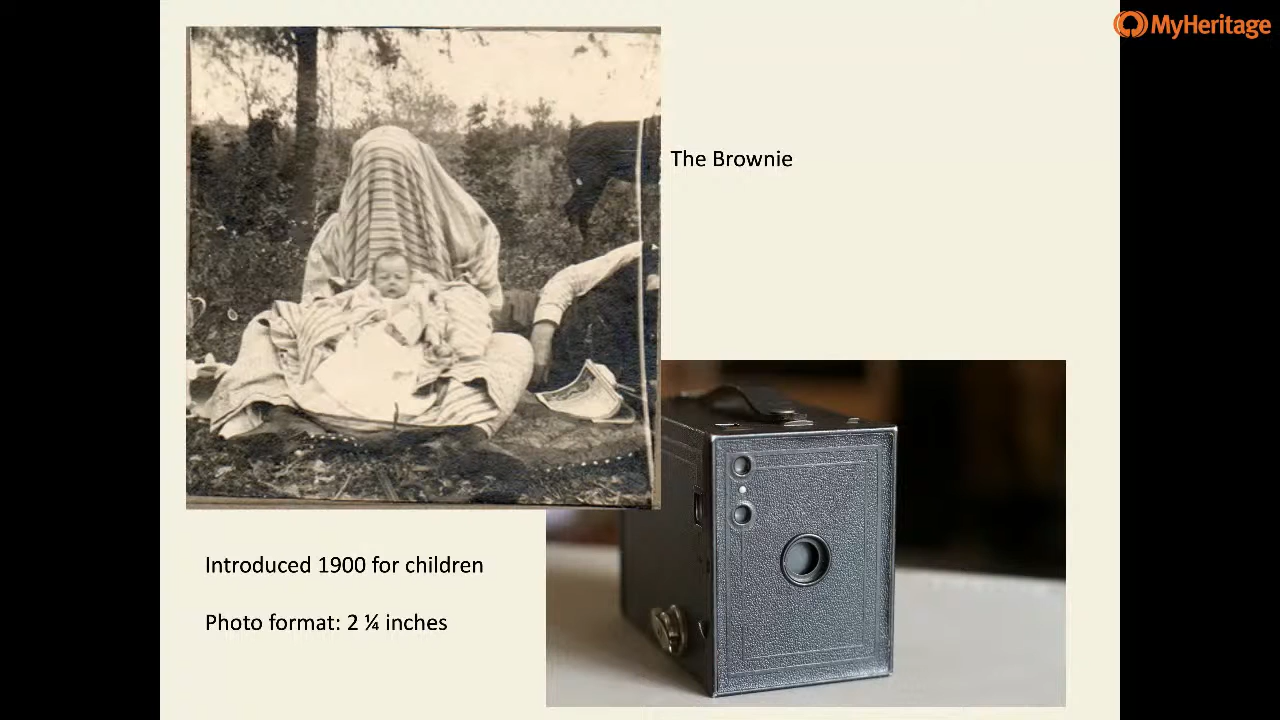 MyHeritage
The Brownie
Introduced 1900 for children
Photo format: 2 ¼ inches